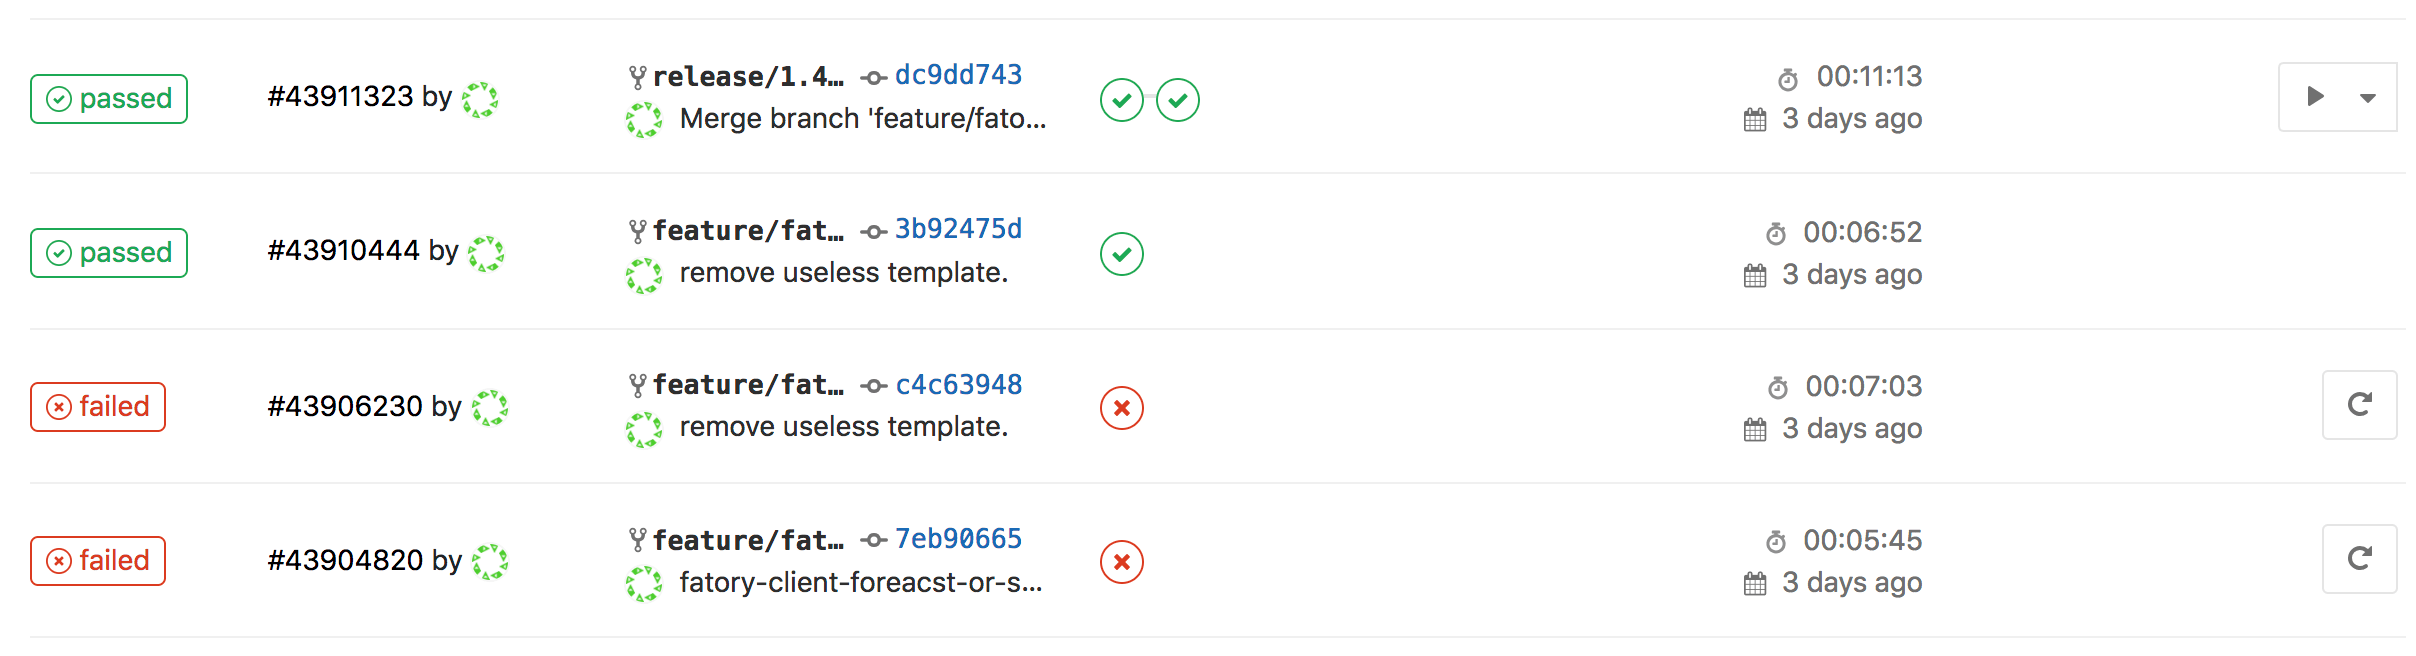 passed
#43911323 by
release/1.4… dc9dd743
Merge branch 'feature/fato...
00:11:13
3 days ago
passed
#43910444 by
feature/fat… 3b92475d
remove useless template.
00:06:52
3 days ago
failed
#43906230 by
feature/fat… c4c63948
remove useless template.
00:07:03
3 days ago
failed
#43904820 by
feature/fat… 7eb90665
fatory-client-foreacst-or-s...
00:05:45
3 days ago